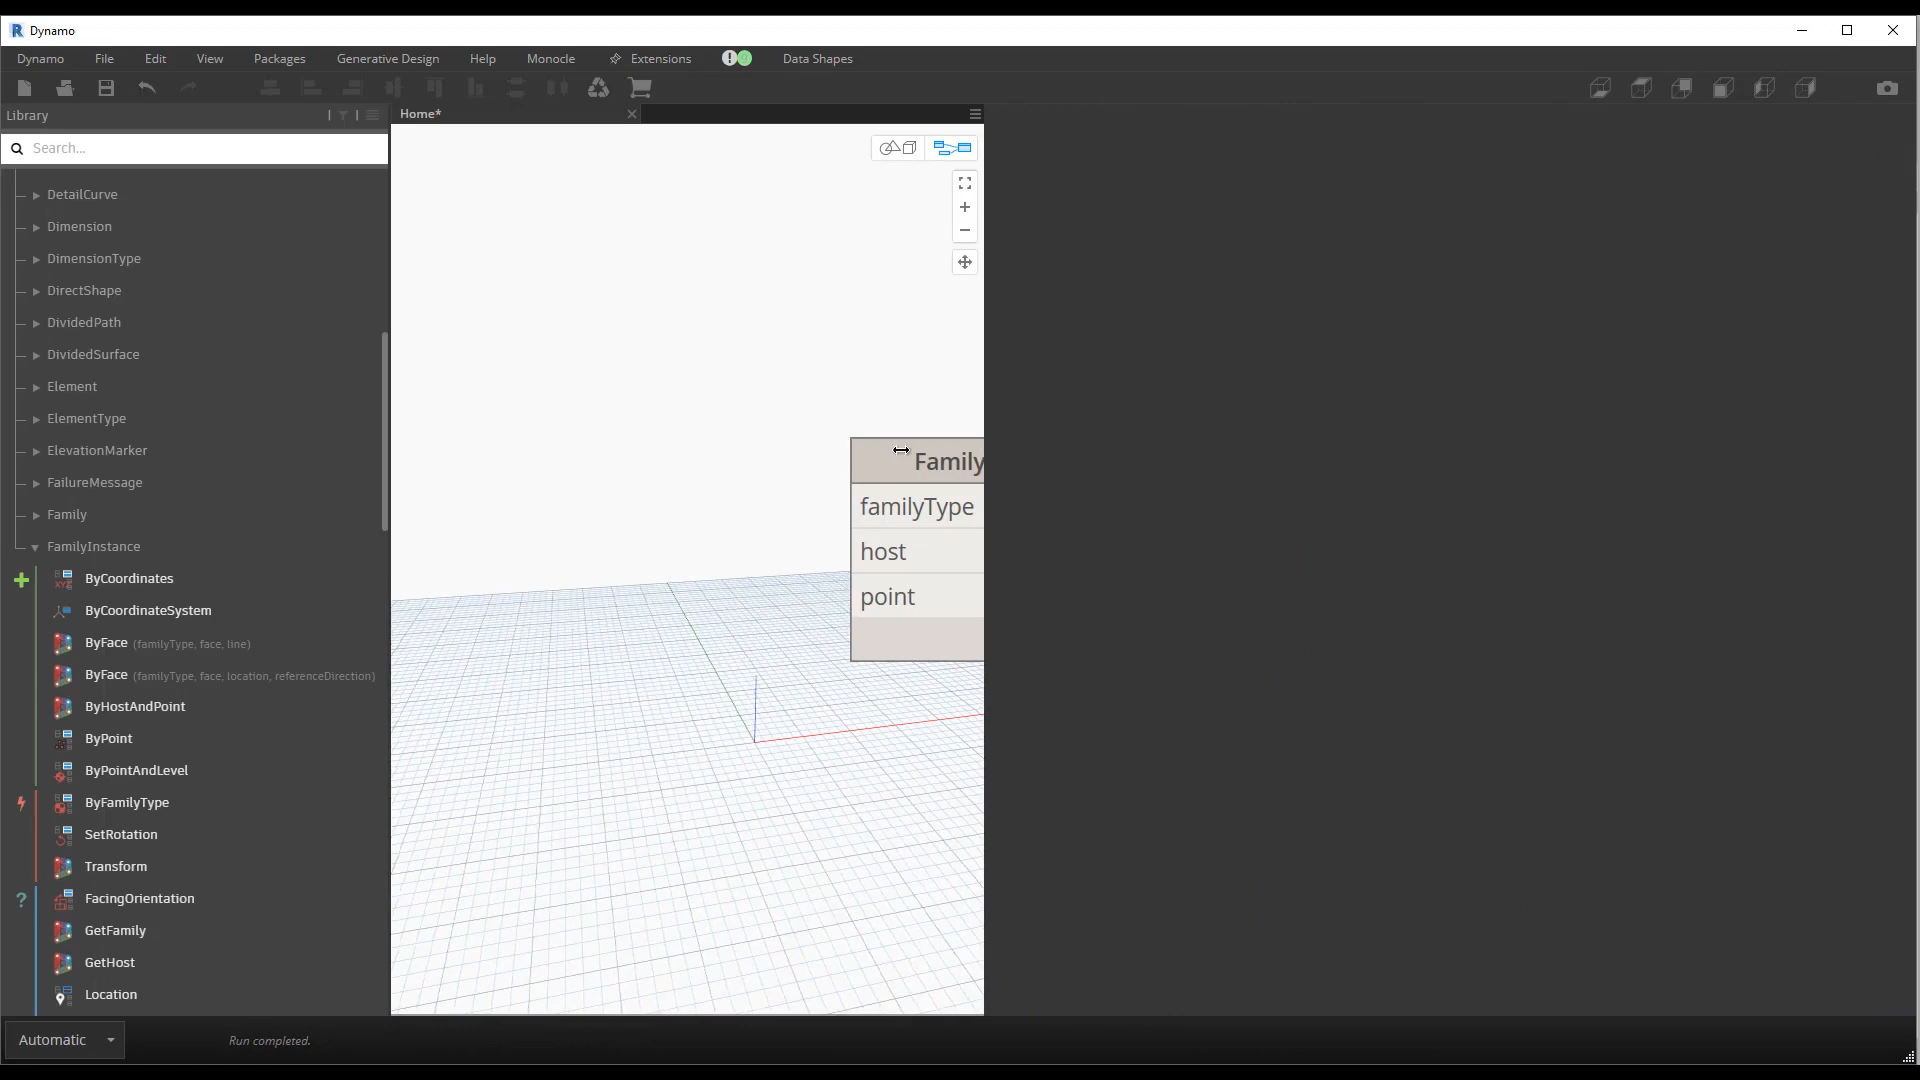 Dynamo
Dynamo File Edit View Packages Generative Design Help Monocle Extensions Data Shapes
Library
Home*
Search...
DetailCurve
Dimension
DimensionType
DirectShape
DividedPath
DividedSurface
Element
ElementType
ElevationMarker
FailureMessage
Family
FamilyInstance
ByCoordinates
ByCoordinateSystem
ByFace (familyType, face, line)
ByFace (familyType, face, location, referenceDirection)
ByHostAndPoint
ByPoint
ByPointAndLevel
ByFamilyType
SetRotation
Transform
FacingOrientation
GetFamily
GetHost
Location
Family
familyType
host
point
Automatic
Run completed.